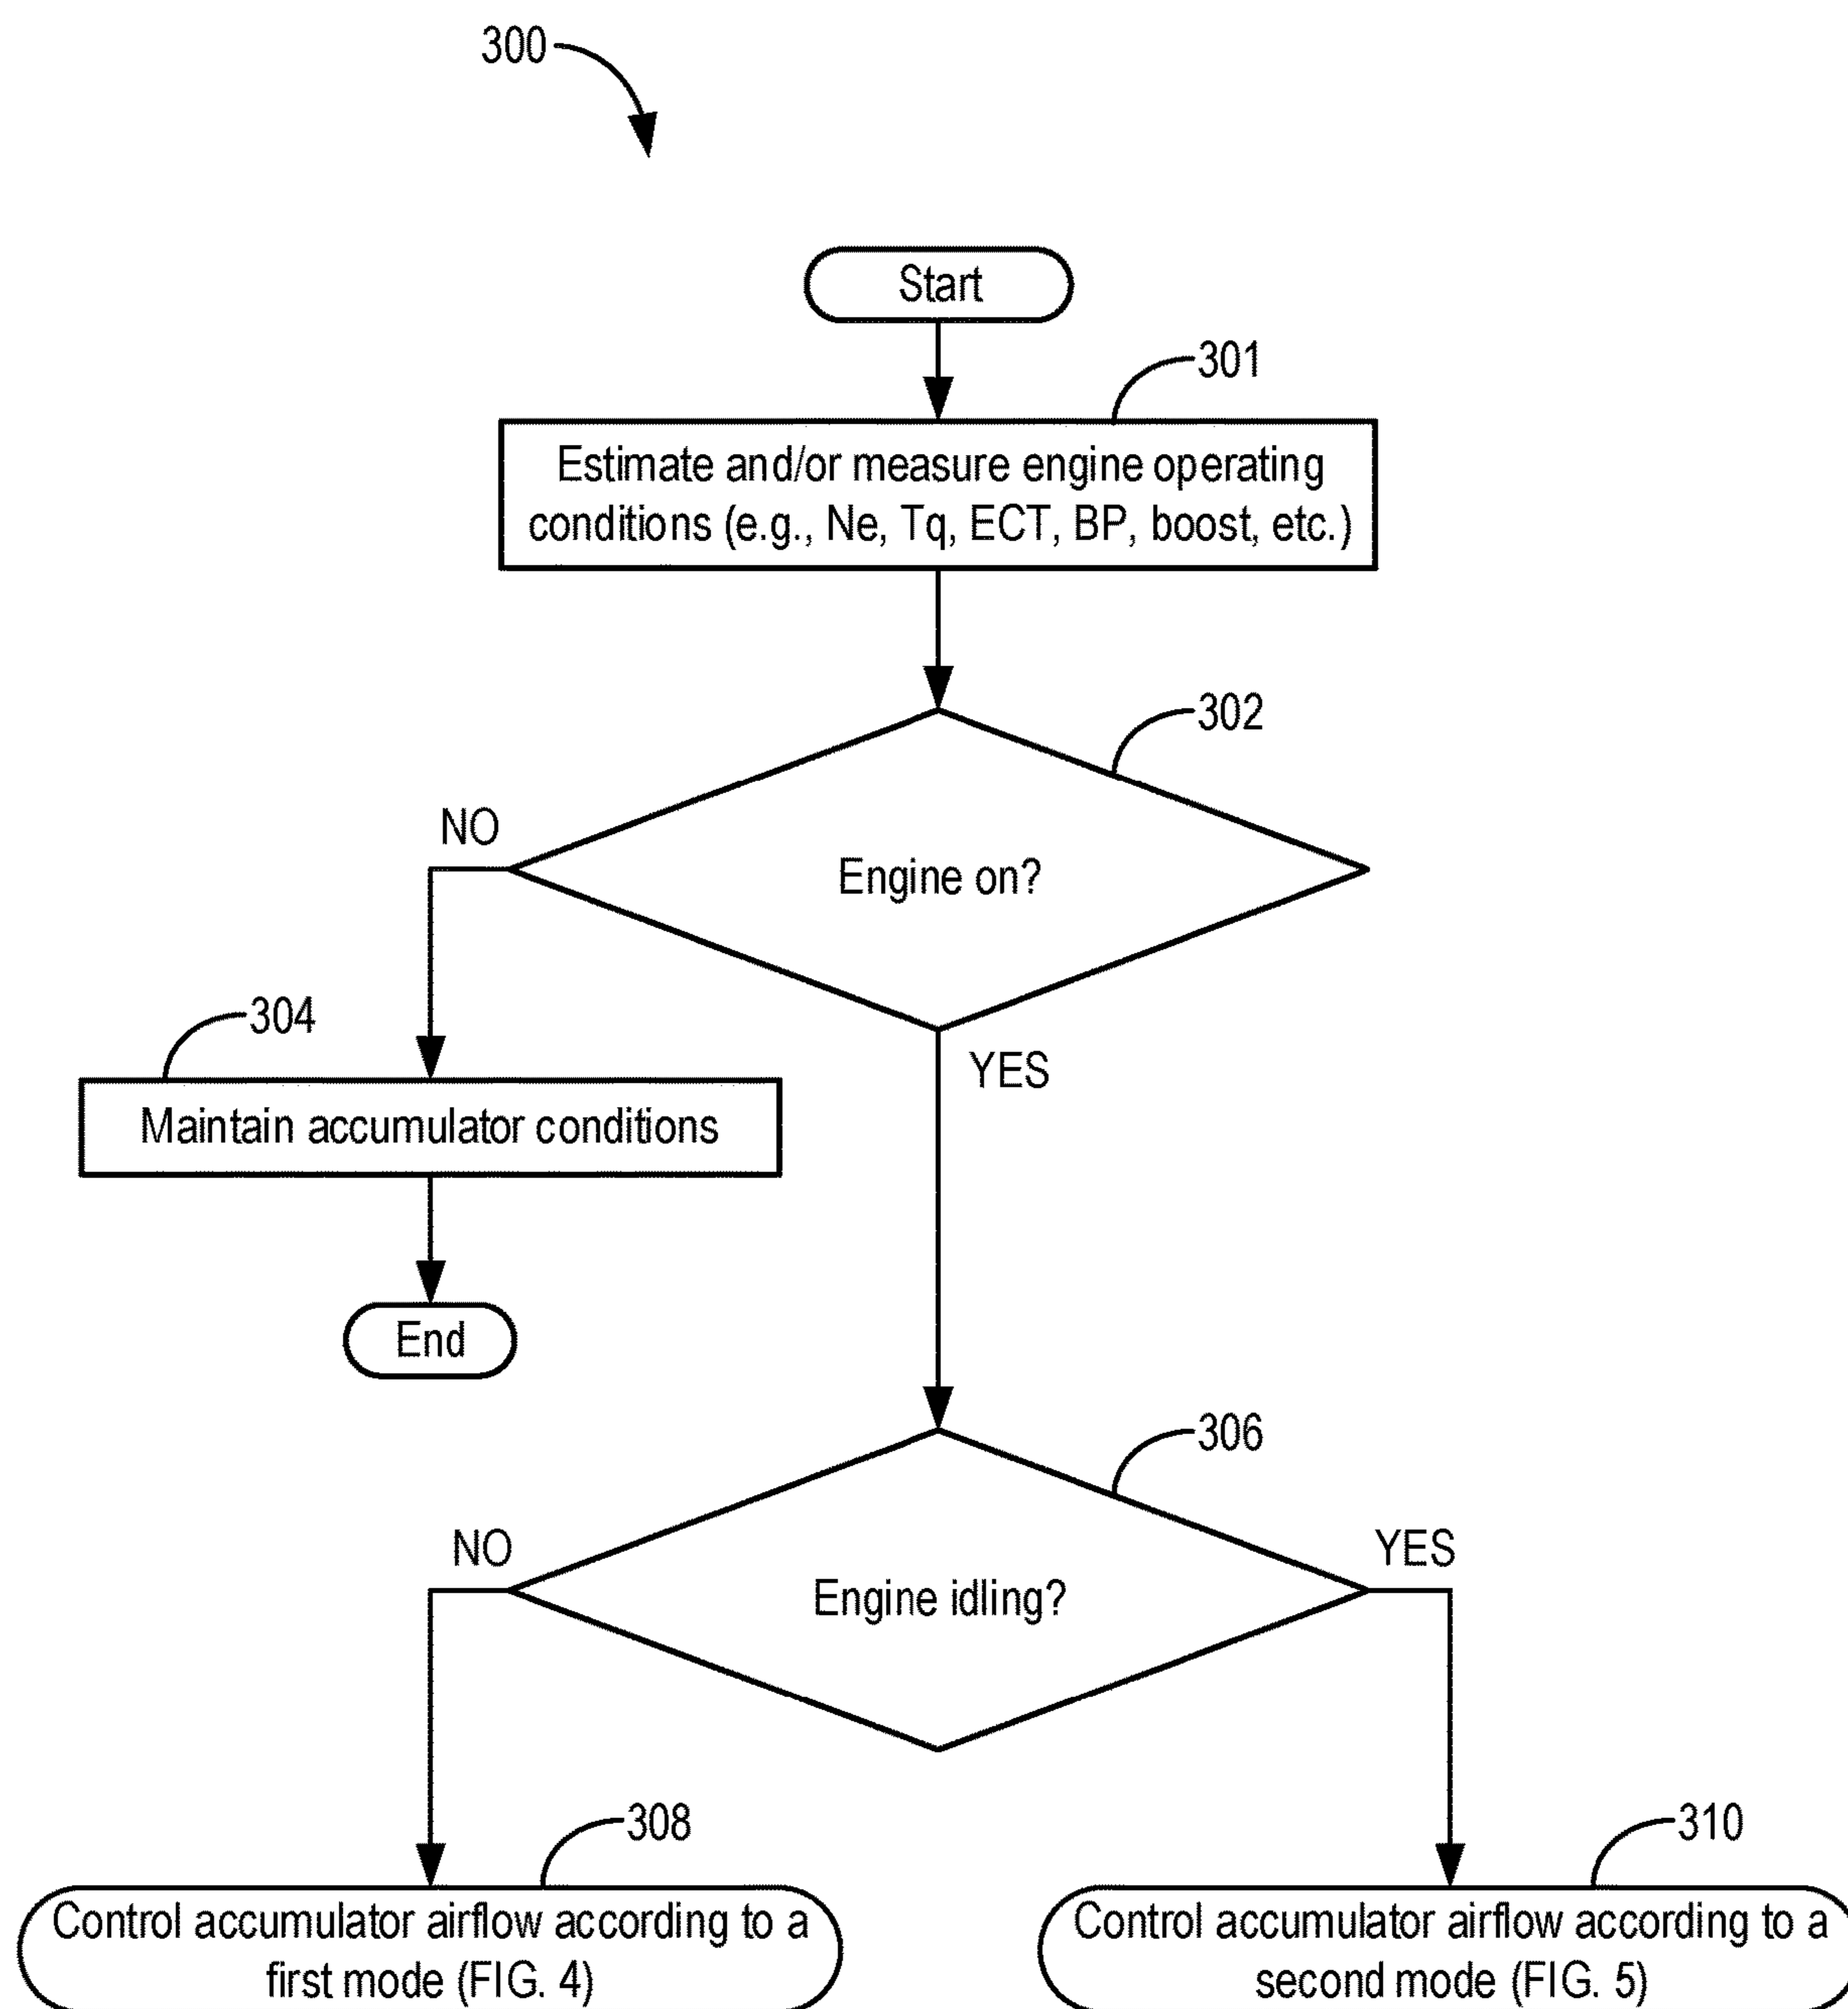 300
Start
301
Estimate and/or measure engine operating
conditions (e.g., Ne, Tq, ECT, BP, boost, etc.)
302
NO
Engine on?
304
YES
Maintain accumulator conditions
End
306
NO
YES
Engine idling?
308
310
Control accumulator airflow according to a
first mode (FIG. 4)
Control accumulator airflow according to a
second mode (FIG. 5)